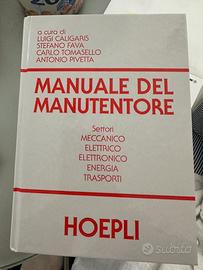 a cura di
LUIGI CALIGARIS
STEFANO FAVA
CARLO TOMASELLO
ANTONIO PIVETTA
MANUALE DEL
MANUTENTORE
Settori
MECCANICO
ELETTRICO
ELETTRONICO
ENERGIA
TRASPORTI
HOEPLI
subito